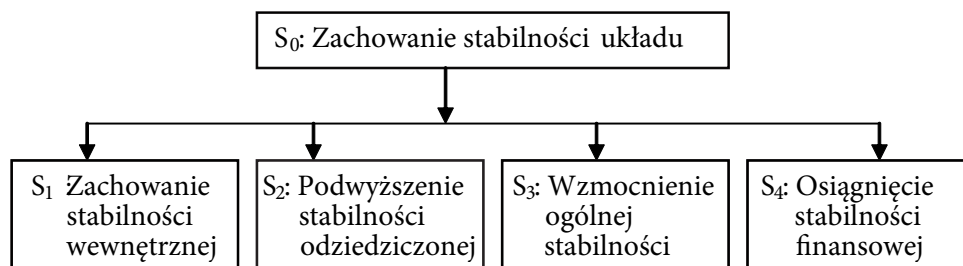 S₀: Zachowanie stabilności układu
S₁ Zachowanie
stabilności
wewnętrznej
S₂: Podwyższenie
stabilności
odziedziczonej
S₃: Wzmocnienie
ogólnej
stabilności
S₄: Osiągnięcie
stabilności
finansowej